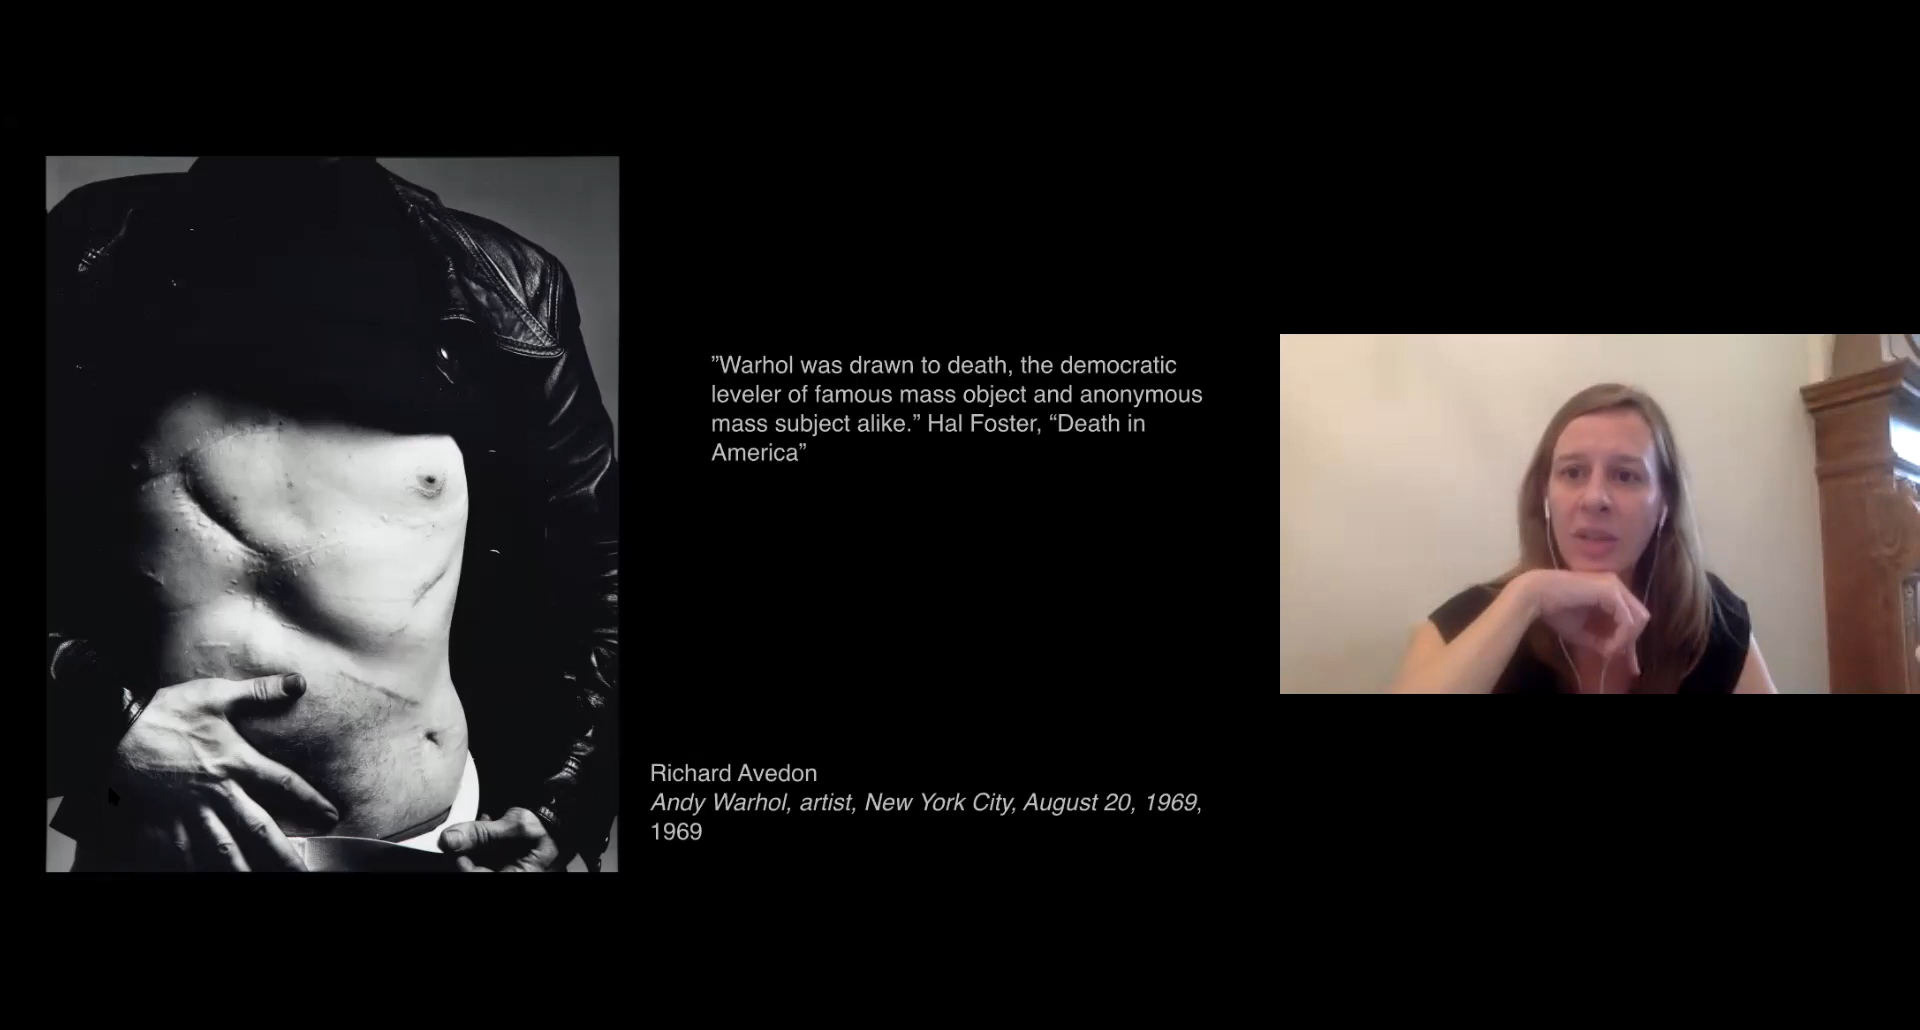 ”Warhol was drawn to death, the democratic
leveler of famous mass object and anonymous
mass subject alike.” Hal Foster, “Death in
America”
Richard Avedon
Andy Warhol, artist, New York City, August 20, 1969,
1969